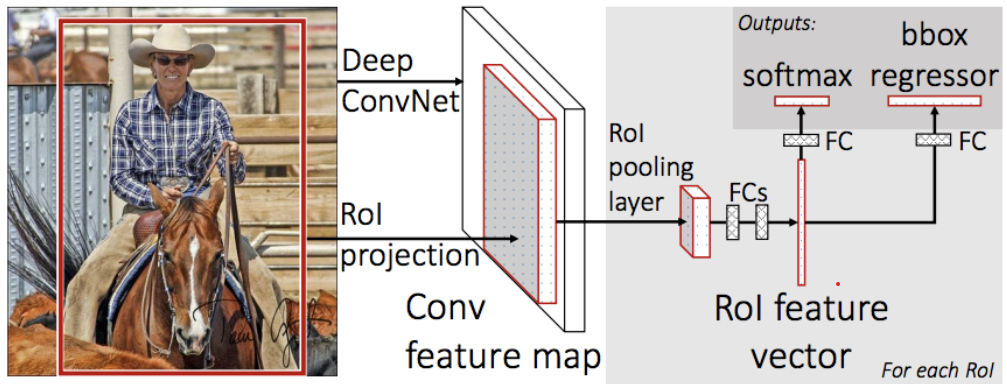 Deep
ConvNet
RoI
projection
Conv
feature map
RoI
pooling
layer
FCs
Outputs:
softmax
bbox
regressor
FC
FC
RoI feature
vector
For each RoI